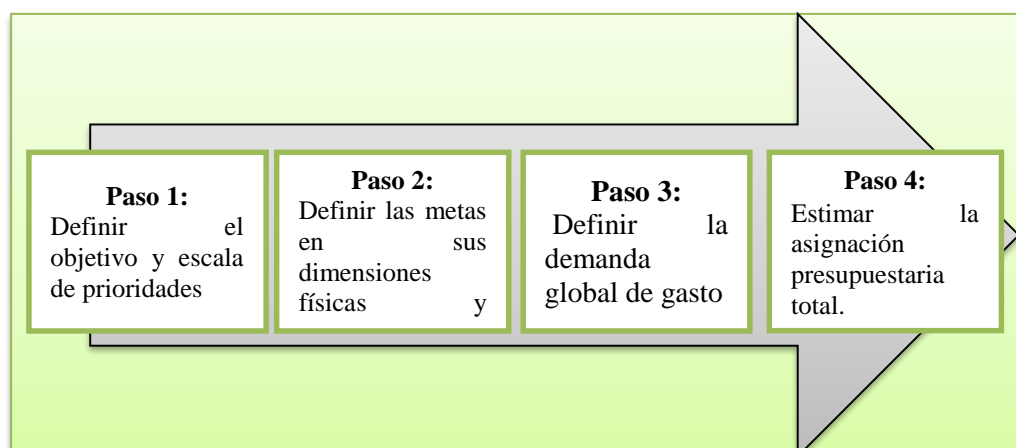 Paso 1:
Definir el
objetivo y escala
de prioridades
Paso 2:
Definir las metas
en sus
dimensiones
físicas y
Paso 3:
Definir la
demanda
global de gasto
Paso 4:
Estimar la
asignación
presupuestaria
total.